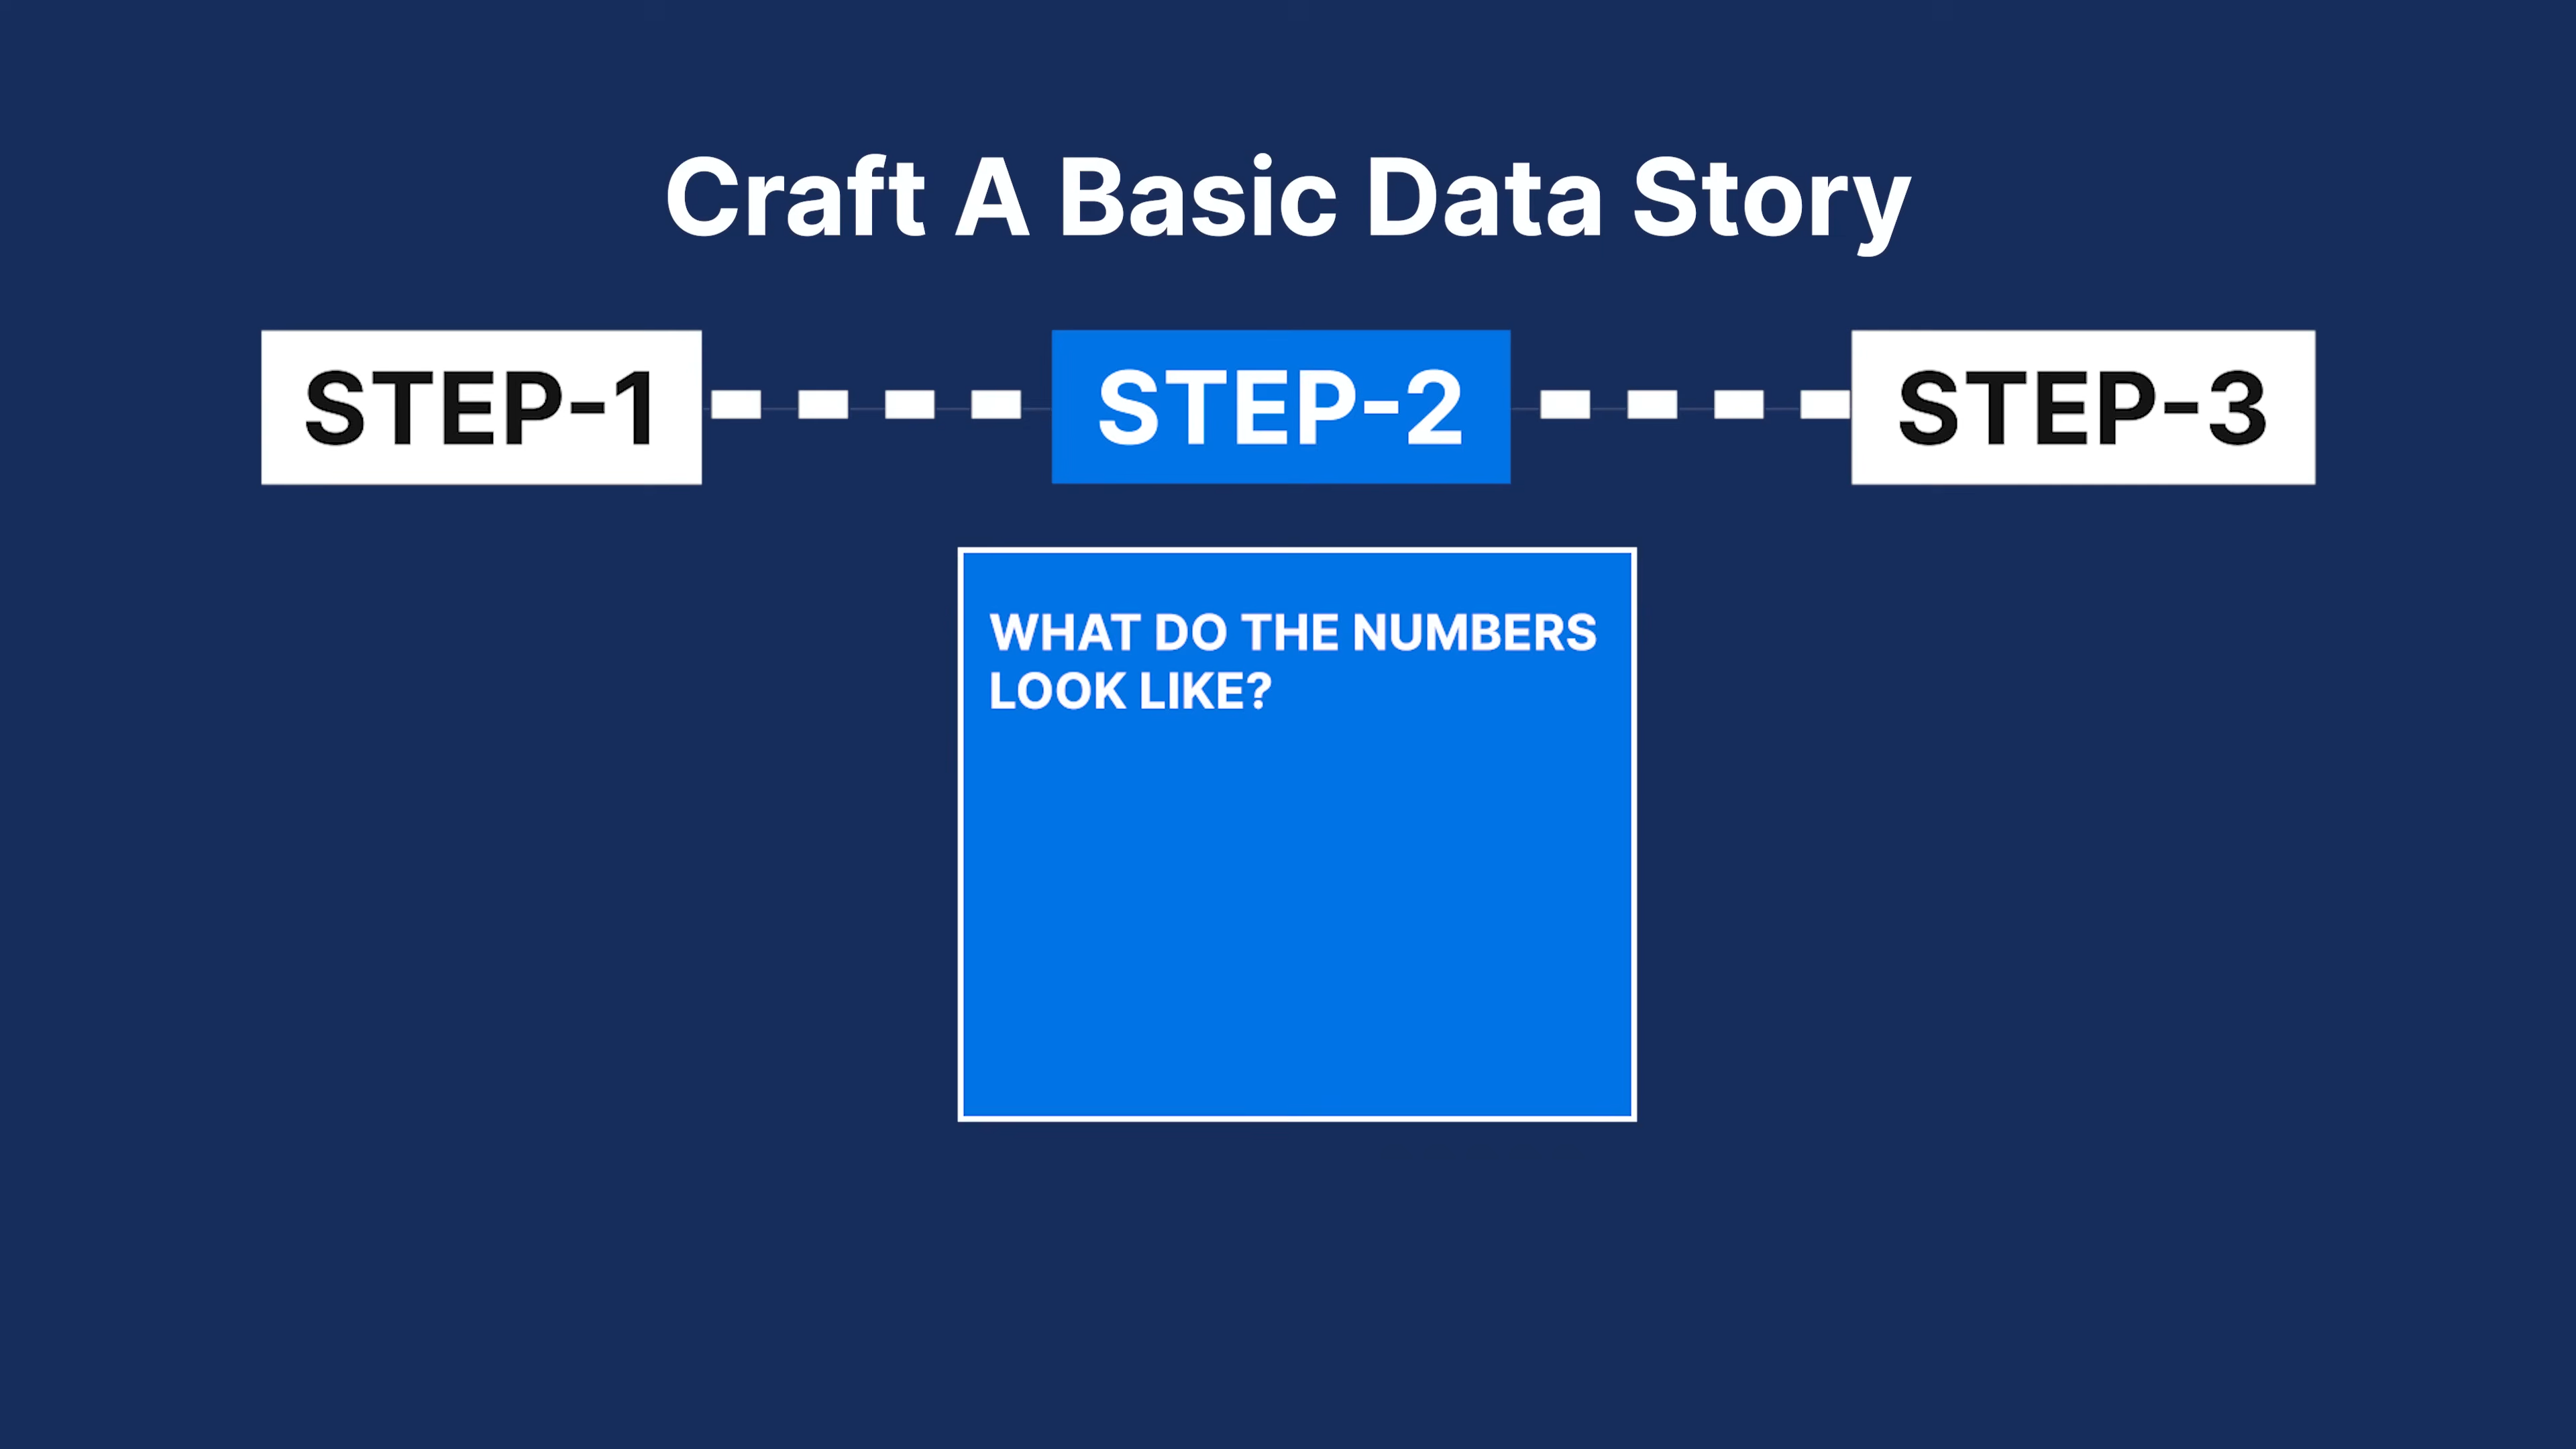 Craft A Basic Data Story
STEP-1
STEP-2
STEP-3
WHAT DO THE NUMBERS
LOOK LIKE?